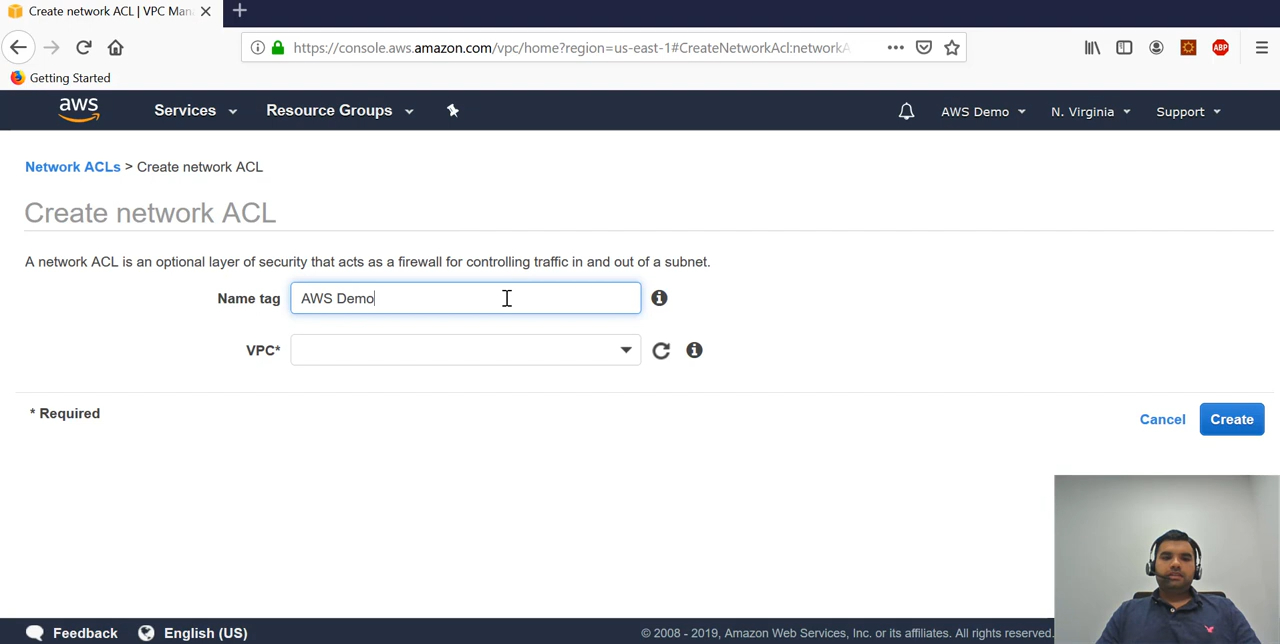 Create network ACL | VPC Man
https://console.aws.amazon.com/vpc/home?region=us-east-1#CreateNetworkAcl:networkA
ABP
Getting Started
aws
Services
Resource Groups
AWS Demo
N. Virginia
Support
Network ACLs > Create network ACL
Create network ACL
A network ACL is an optional layer of security that acts as a firewall for controlling traffic in and out of a subnet.
Name tag
AWS Demo
VPC*
* Required
Cancel
Create
Feedback
English (US)
© 2008 - 2019, Amazon Web Services, Inc. or its affiliates. All rights reserved.